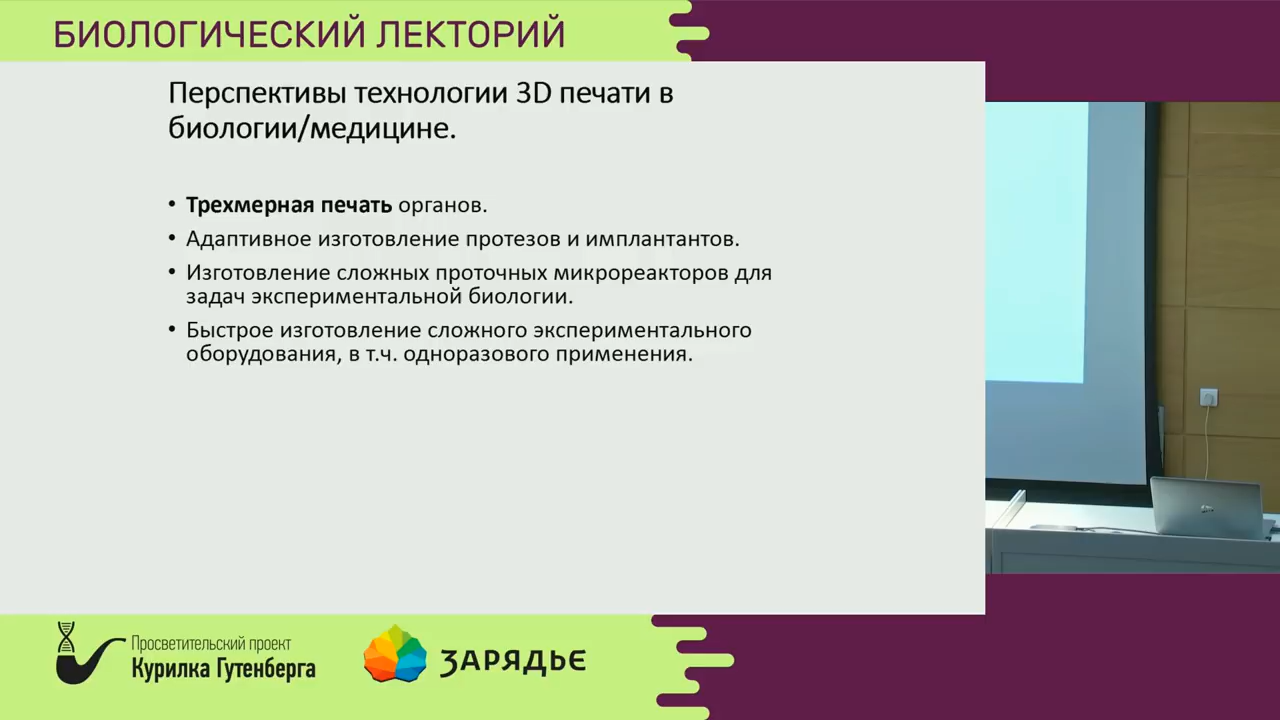 БИОЛОГИЧЕСКИЙ ЛЕКТОРИЙ
Перспективы технологии 3D печати в
биологии/медицине.
• Трехмерная печать органов.
• Адаптивное изготовление протезов и имплантантов.
• Изготовление сложных проточных микрореакторов для
задач экспериментальной биологии.
• Быстрое изготовление сложного экспериментального
оборудования, в т.ч. одноразового применения.
Просветительский проект
Курилка Гутенберга
ЗАРЯДЬЕ